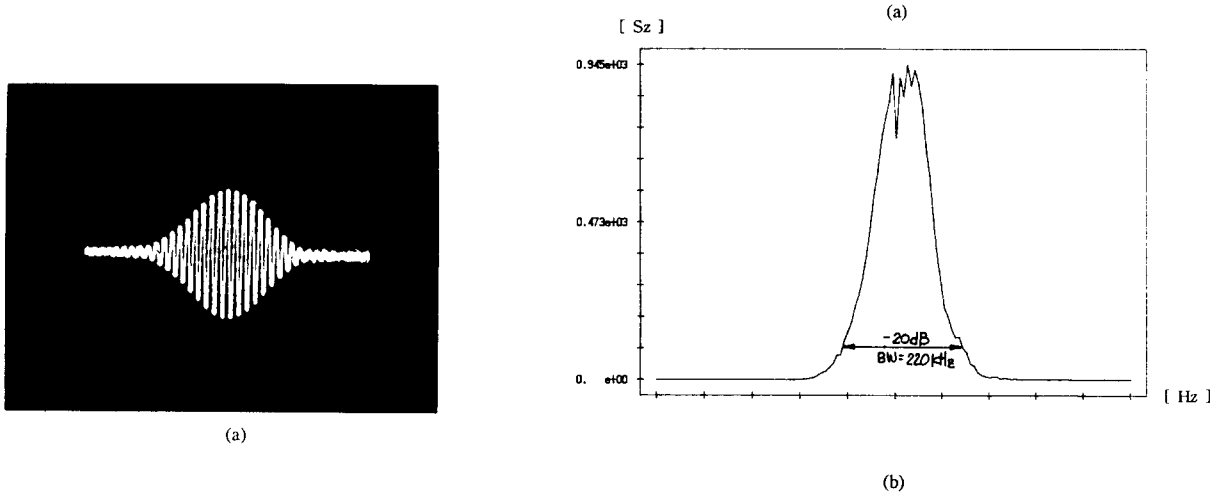 (a)
(a)
[ Sz ]
0.945e+03
0.473e+03
0. e+00
-20dB
BW=220kHz
[ Hz ]
(b)